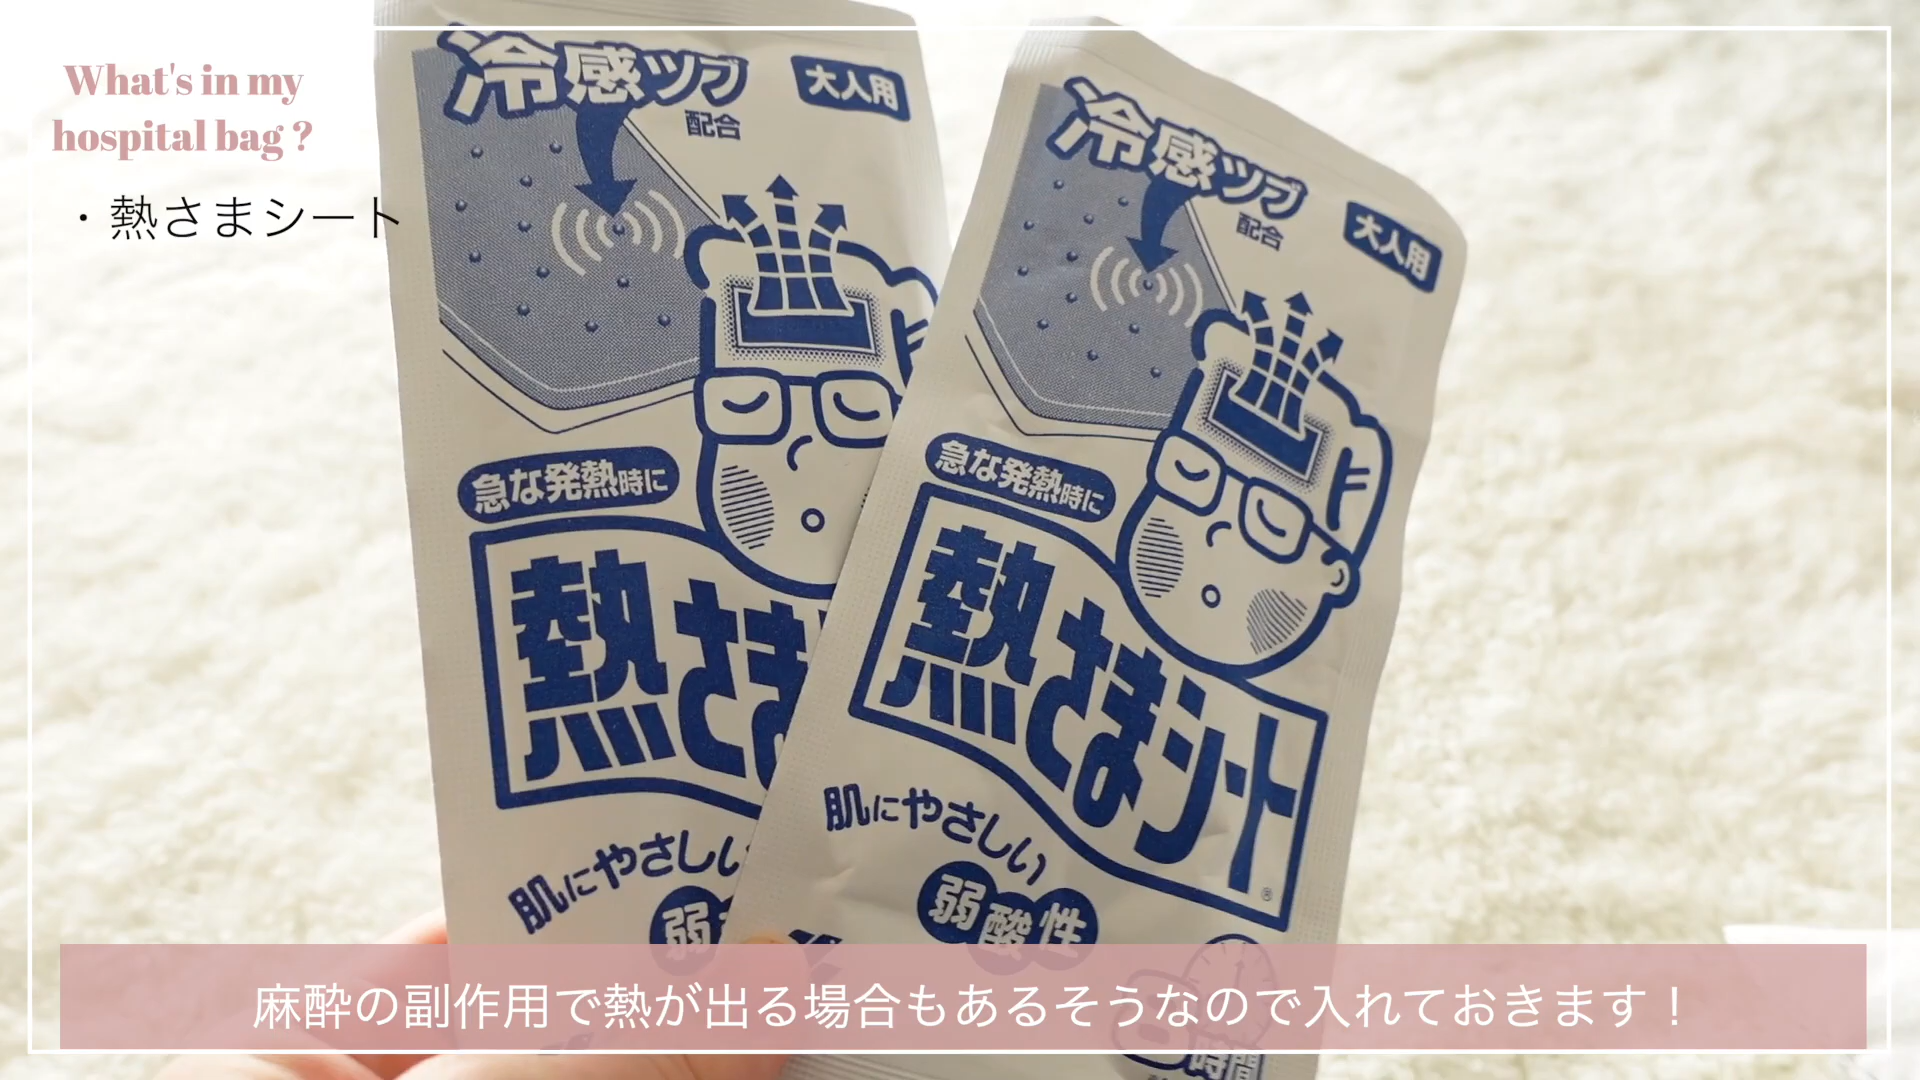 What's in my
hospital bag ?
・熱さまシート
冷感ツブ
配合
大人用
急な発熱時に
熱さま
肌にやさしい
弱
冷感ツブ
配合
大人用
急な発熱時に
熱さまシート
®
肌にやさしい
弱酸性
時間
麻酔の副作用で熱が出る場合もあるそうなので入れておきます！